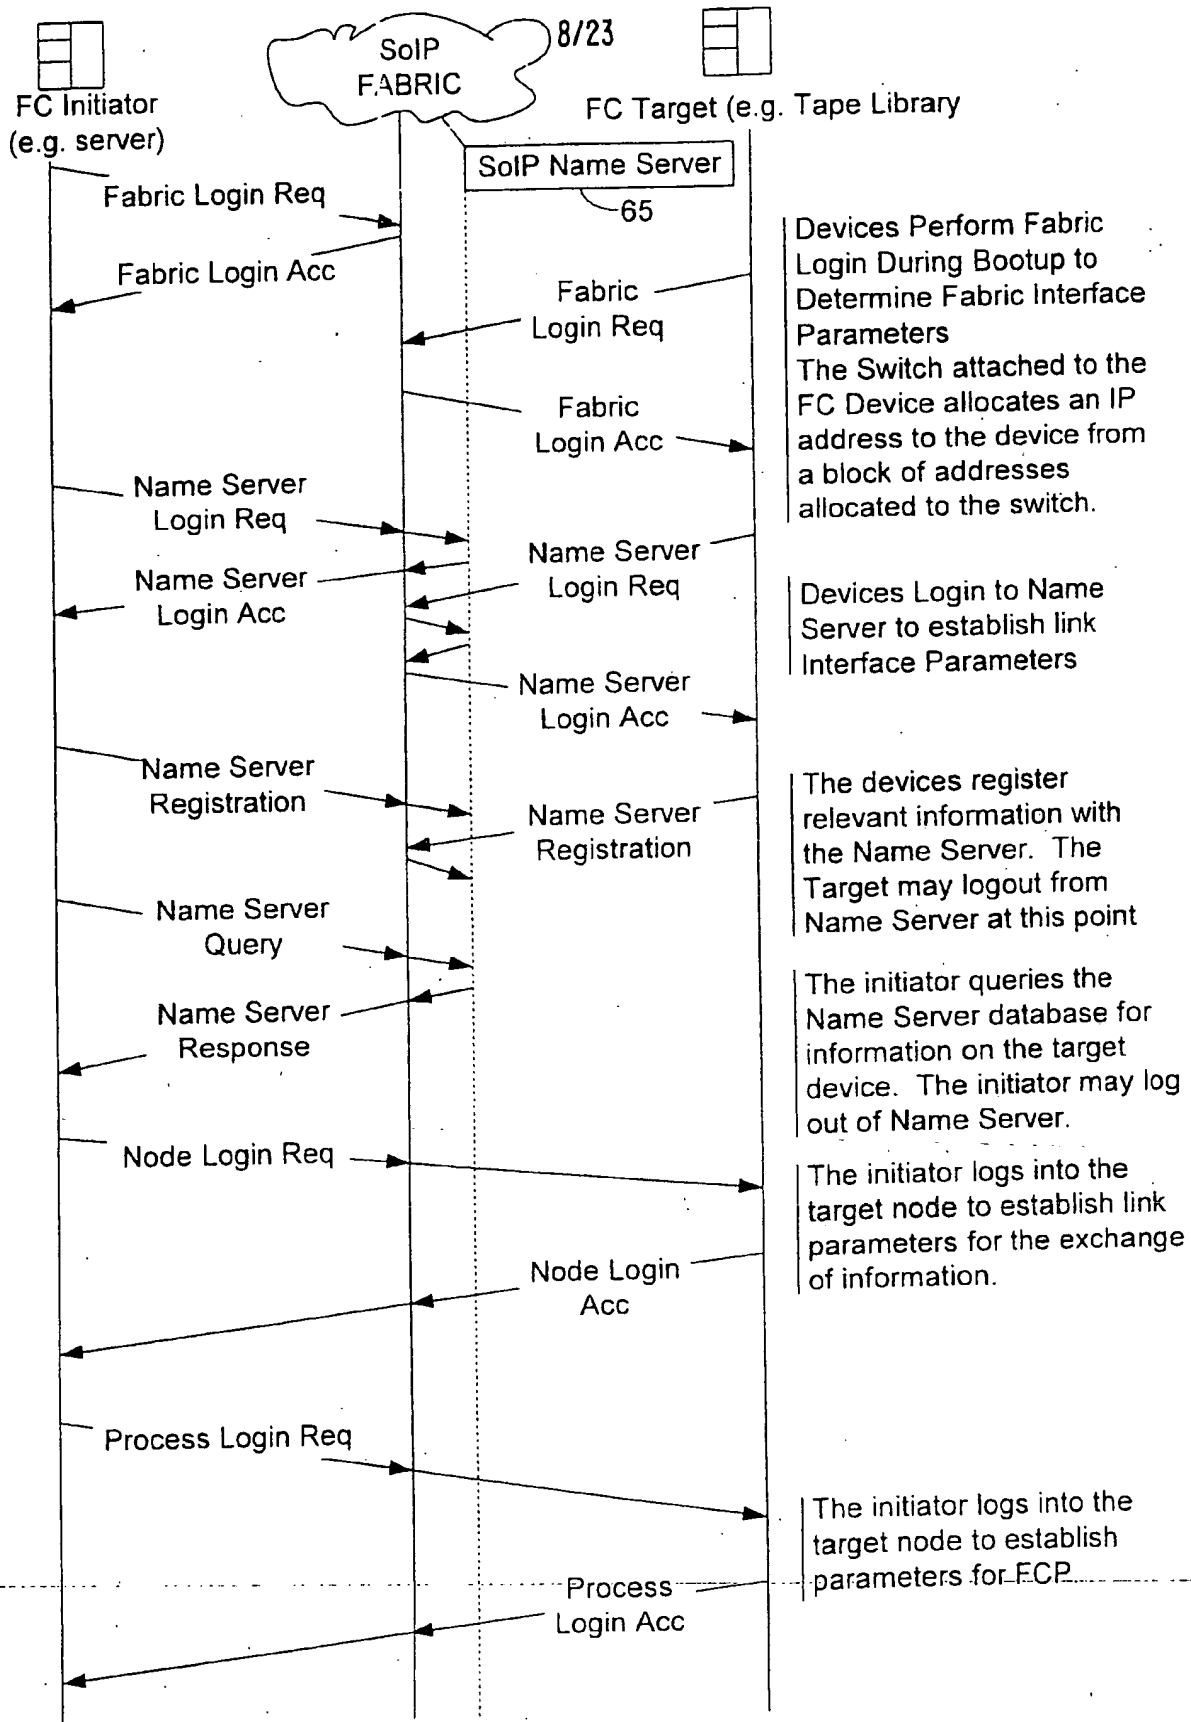 8/23
SoIP
FABRIC
FC Initiator
(e.g. server)
FC Target (e.g. Tape Library
SoIP Name Server
65
Fabric Login Req
Fabric Login Acc
Fabric
Login Req
Fabric
Login Acc
Devices Perform Fabric
Login During Bootup to
Determine Fabric Interface
Parameters
The Switch attached to the
FC Device allocates an IP
address to the device from
a block of addresses
allocated to the switch.
Name Server
Login Req
Name Server
Login Acc
Name Server
Login Req
Name Server
Login Acc
Devices Login to Name
Server to establish link
Interface Parameters
Name Server
Registration
Name Server
Registration
The devices register
relevant information with
the Name Server. The
Target may logout from
Name Server at this point
Name Server
Query
Name Server
Response
The initiator queries the
Name Server database for
information on the target
device. The initiator may log
out of Name Server.
Node Login Req
Node Login
Acc
The initiator logs into the
target node to establish link
parameters for the exchange
of information.
Process Login Req
Process
Login Acc
The initiator logs into the
target node to establish
parameters for FCP